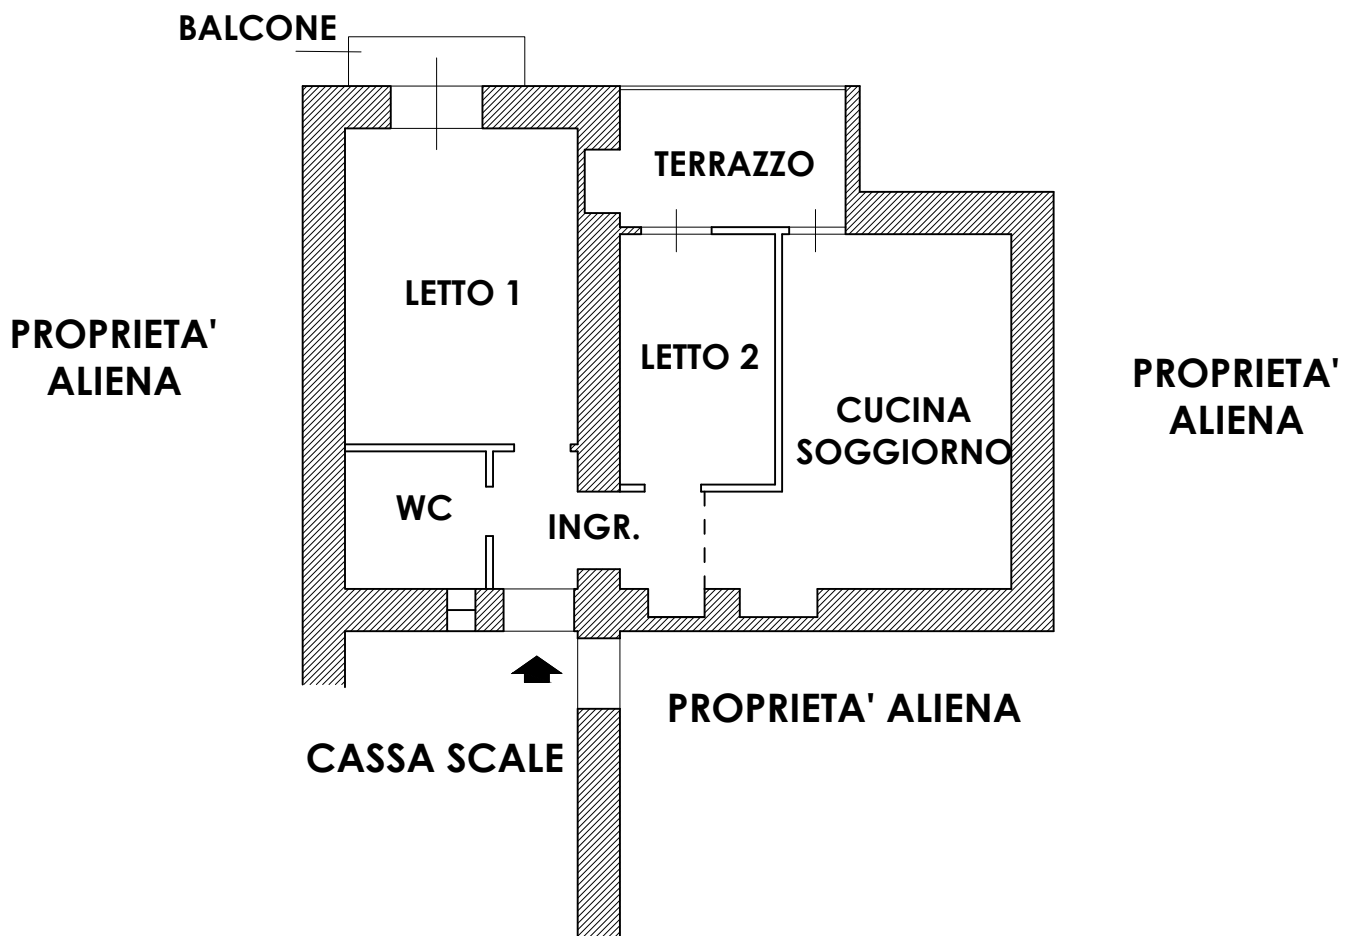 BALCONE
TERRAZZO
LETTO 1
PROPRIETA'
ALIENA
LETTO 2
PROPRIETA'
ALIENA
CUCINA
SOGGIORNO
WC
INGR.
PROPRIETA' ALIENA
CASSA SCALE